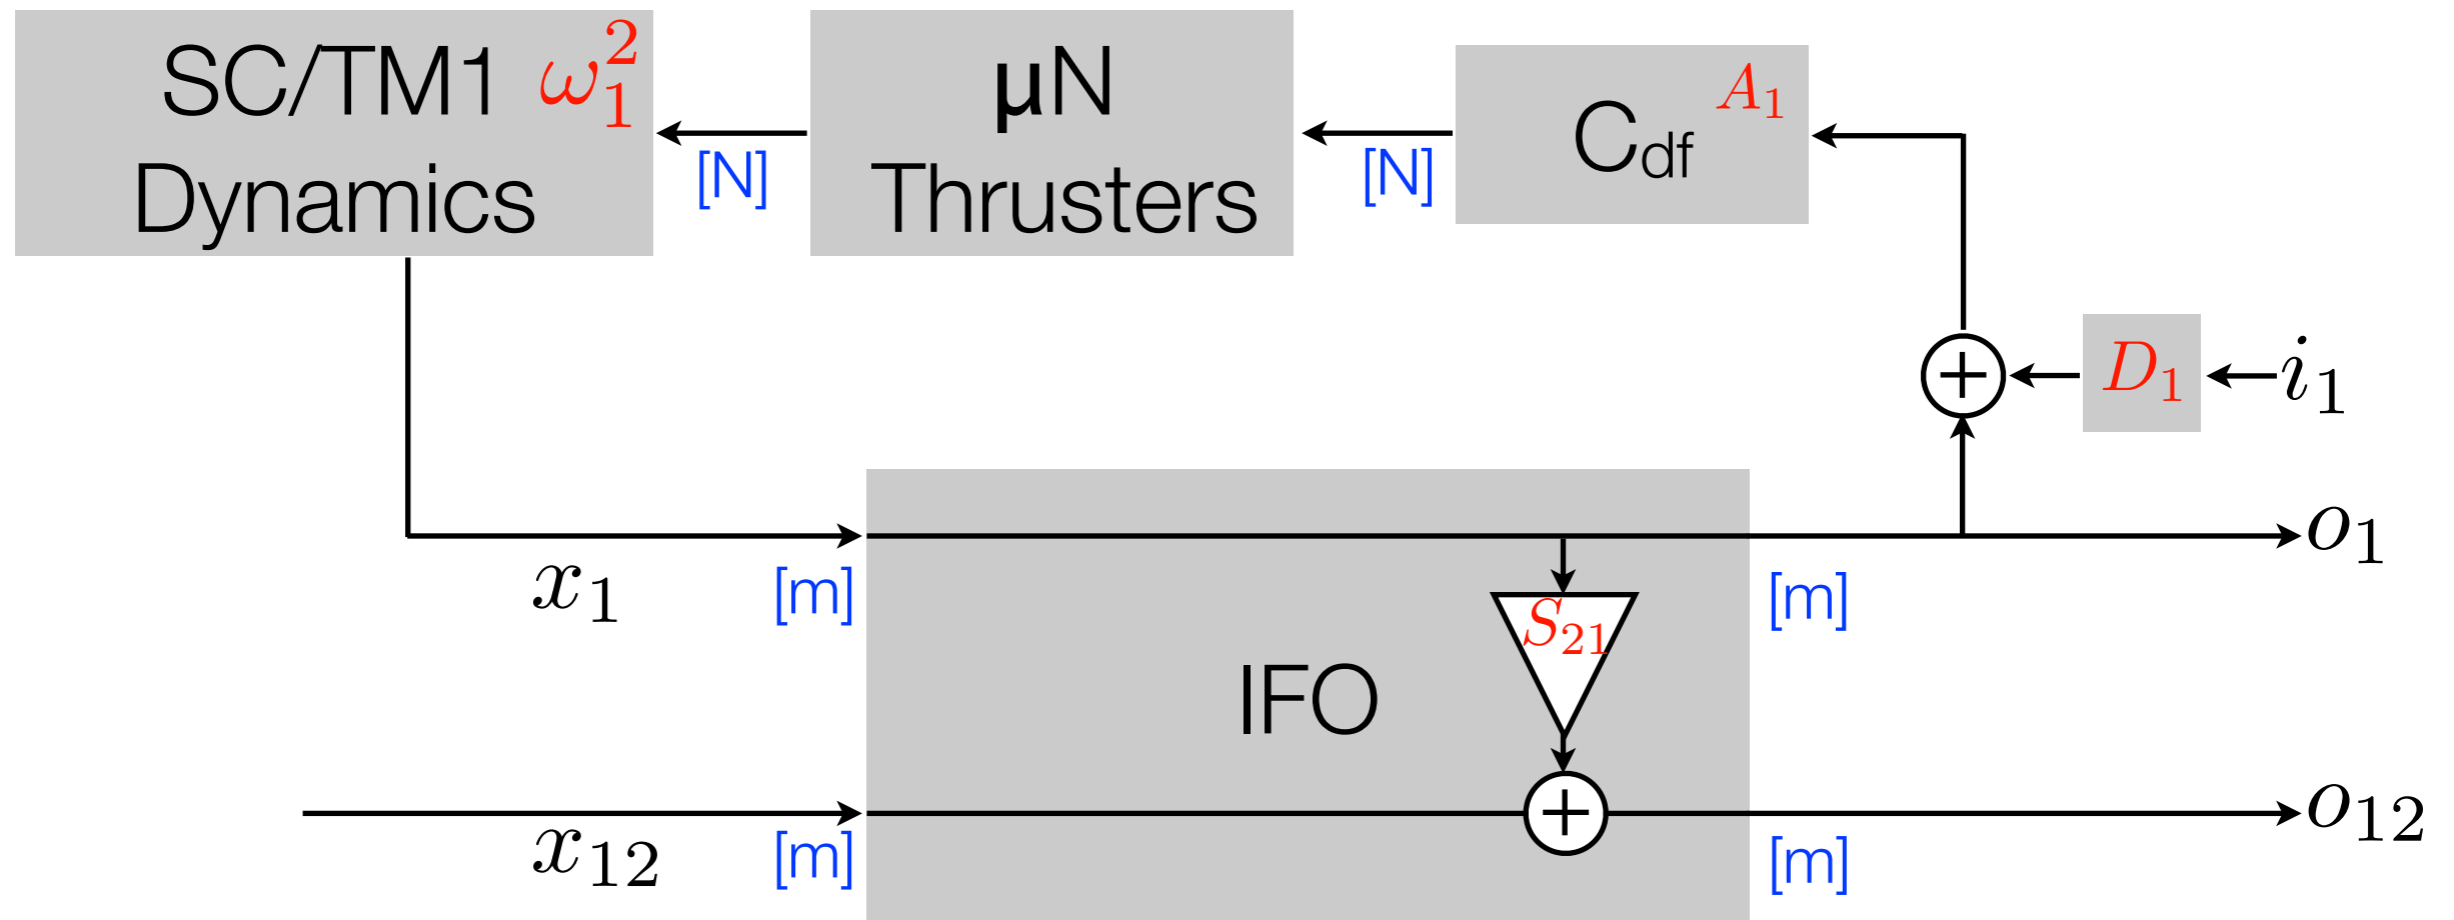 SC/TM1 ω₁²
Dynamics
[N]
µN
Thrusters
[N]
C_df A₁
+
D₁
i₁
x₁
[m]
[m]
o₁
S₂₁
IFO
+
x₁₂
[m]
[m]
o₁₂